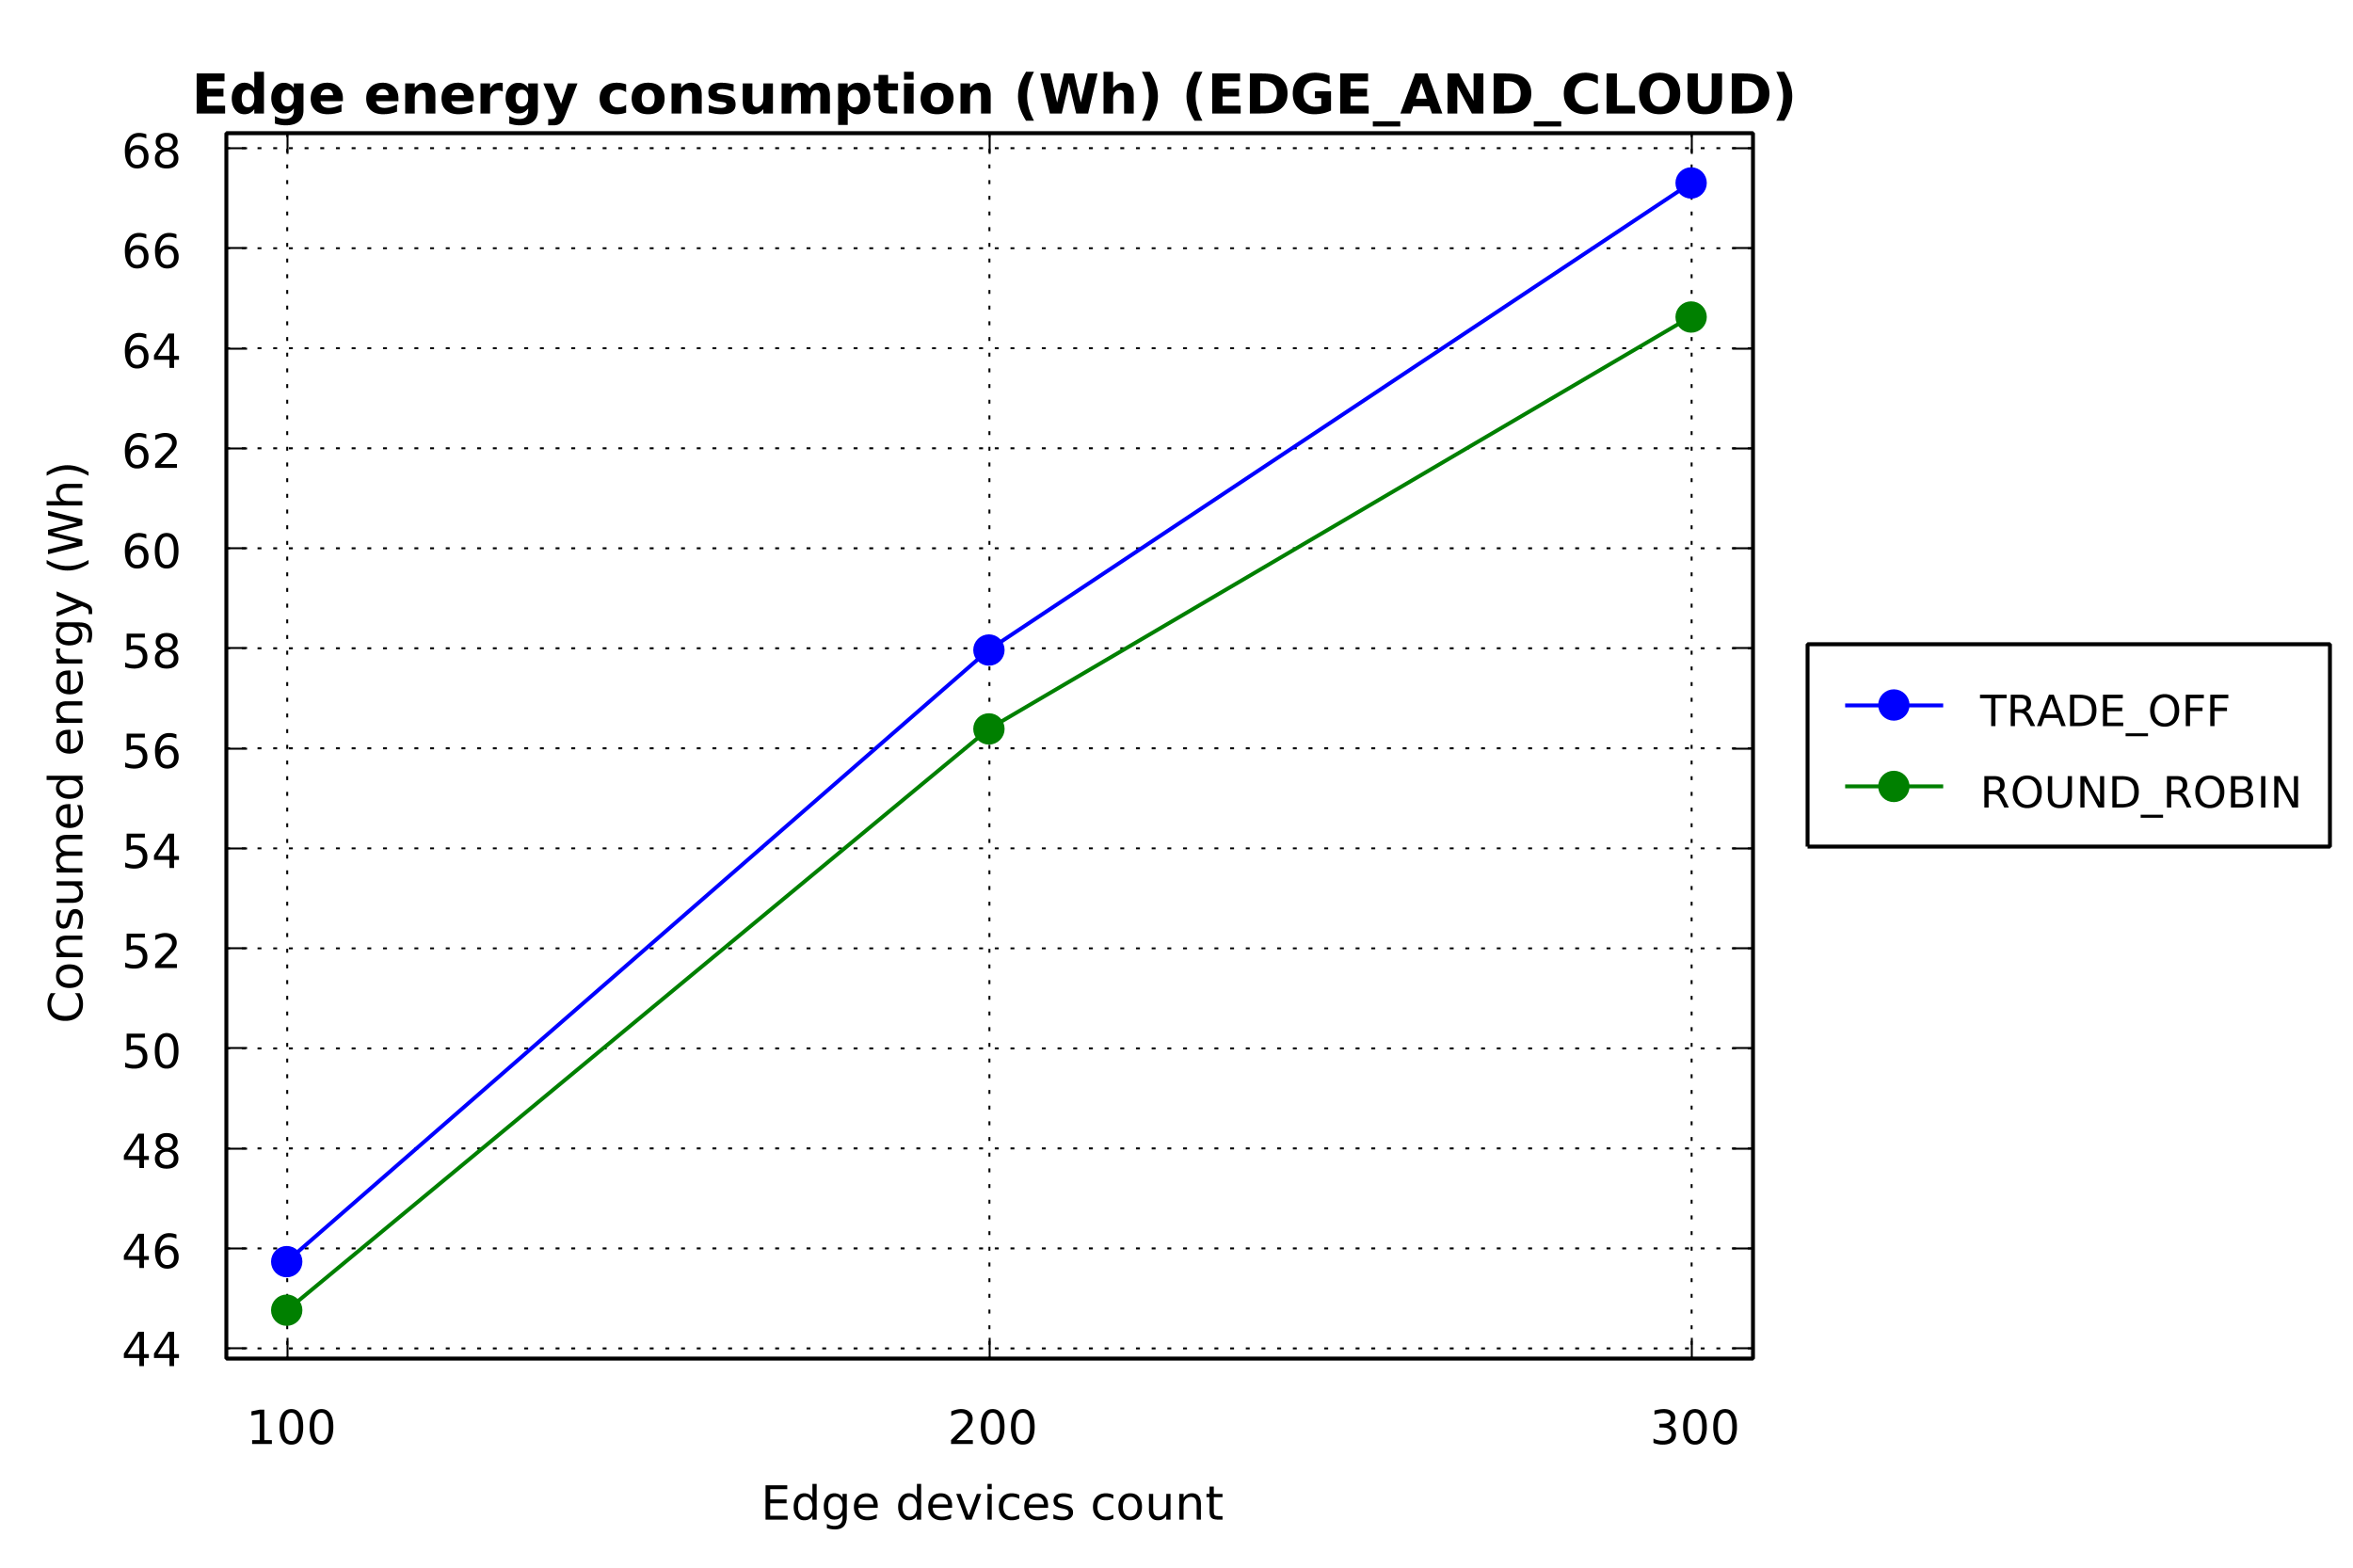 Edge energy consumption (Wh) (EDGE_AND_CLOUD)
68
66
64
62
60
58
56
54
52
50
48
46
44
Consumed energy (Wh)
100 200 300
Edge devices count
TRADE_OFF
ROUND_ROBIN